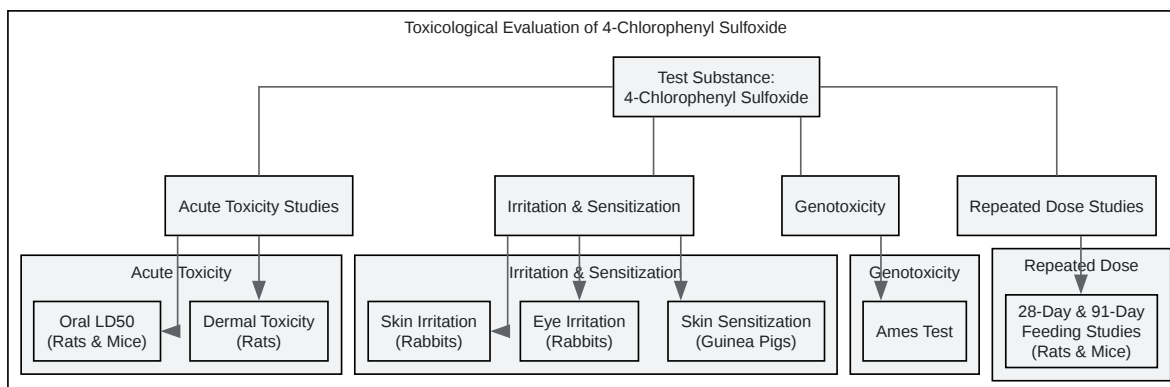 Toxicological Evaluation of 4-Chlorophenyl Sulfoxide
Test Substance:
4-Chlorophenyl Sulfoxide
Acute Toxicity Studies
Irritation & Sensitization
Genotoxicity
Repeated Dose Studies
Acute Toxicity
Oral LD50
(Rats & Mice)
Dermal Toxicity
(Rats)
Irritation & Sensitization
Skin Irritation
(Rabbits)
Eye Irritation
(Rabbits)
Skin Sensitization
(Guinea Pigs)
Genotoxicity
Ames Test
Repeated Dose
28-Day & 91-Day
Feeding Studies
(Rats & Mice)